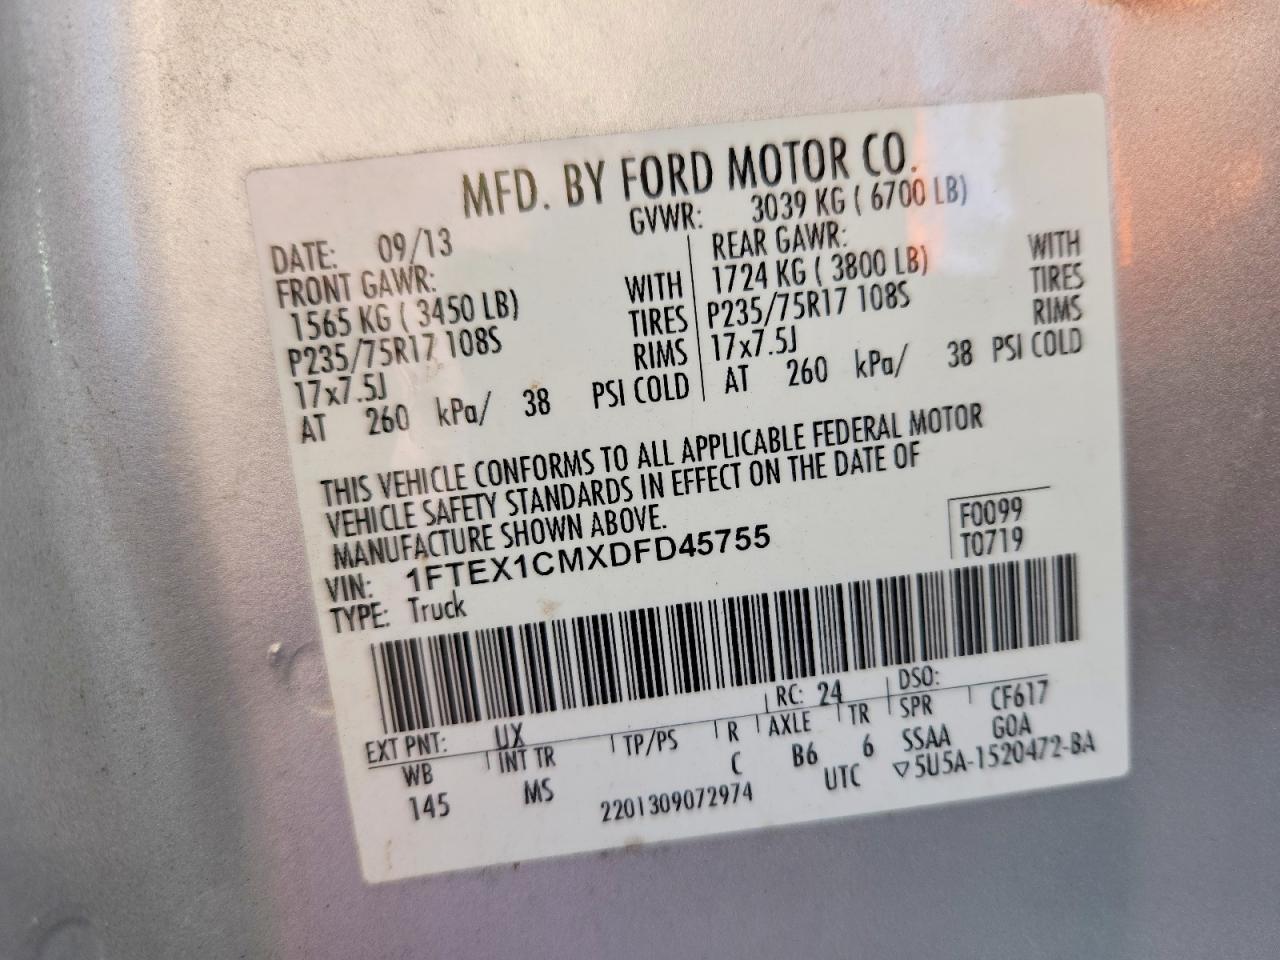 MFD. BY FORD MOTOR CO.
DATE: 09/13 GVWR: 3039 KG ( 6700 LB)
FRONT GAWR: REAR GAWR:
1565 KG ( 3450 LB) WITH 1724 KG ( 3800 LB) WITH
P235/75R17 108S TIRES P235/75R17 108S TIRES
17x7.5J RIMS 17x7.5J RIMS
AT 260 kPa/ 38 PSI COLD AT 260 kPa/ 38 PSI COLD
THIS VEHICLE CONFORMS TO ALL APPLICABLE FEDERAL MOTOR
VEHICLE SAFETY STANDARDS IN EFFECT ON THE DATE OF
MANUFACTURE SHOWN ABOVE.
F0099
VIN: 1FTEX1CMXDFD45755 T0719
TYPE: Truck
EXT PNT: UX RC: 24 DSO:
WB INT TR TP/PS R AXLE TR SPR CF617
145 MS C B6 6 SSAA GOA
2201309072974 UTC ▽5U5A-1520472-BA